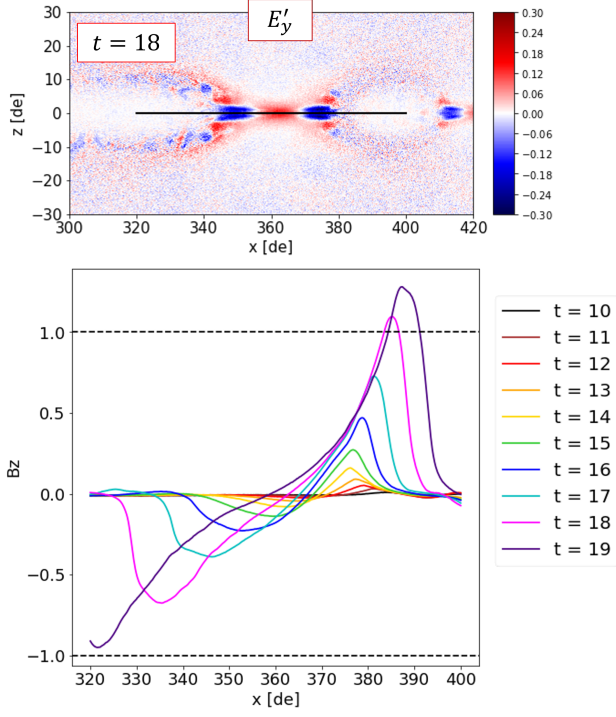 E′y
t = 18
30
20
10
0
−10
−20
−30
z [de]
300 320 340 360 380 400 420
x [de]
0.30
0.24
0.18
0.12
0.06
0.00
−0.06
−0.12
−0.18
−0.24
−0.30
1.0
0.5
0.0
−0.5
−1.0
Bz
320 330 340 350 360 370 380 390 400
x [de]
t = 10
t = 11
t = 12
t = 13
t = 14
t = 15
t = 16
t = 17
t = 18
t = 19